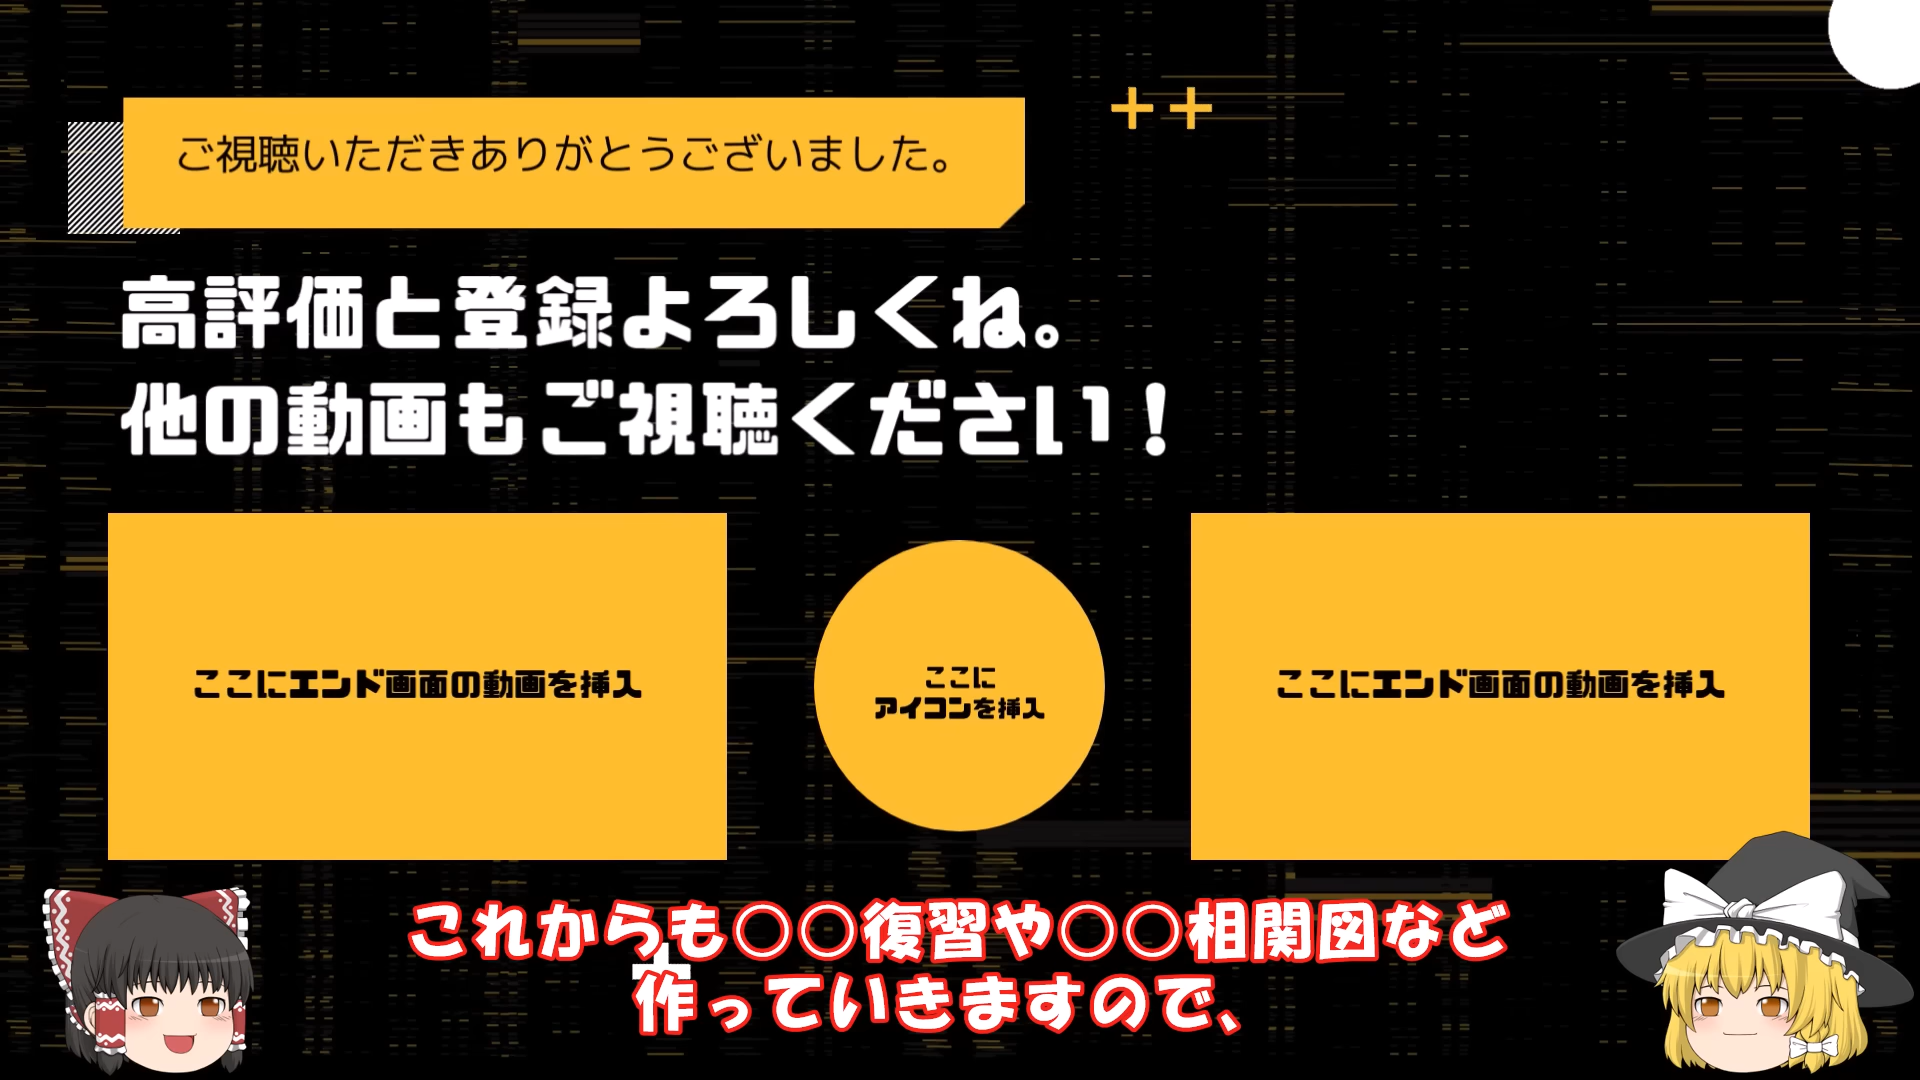 ご視聴いただきありがとうございました。
高評価と登録よろしくね。
他の動画もご視聴ください！
ここにエンド画面の動画を挿入
ここに
アイコンを挿入
ここにエンド画面の動画を挿入
これからも○○復習や○○相関図など
作っていきますので、